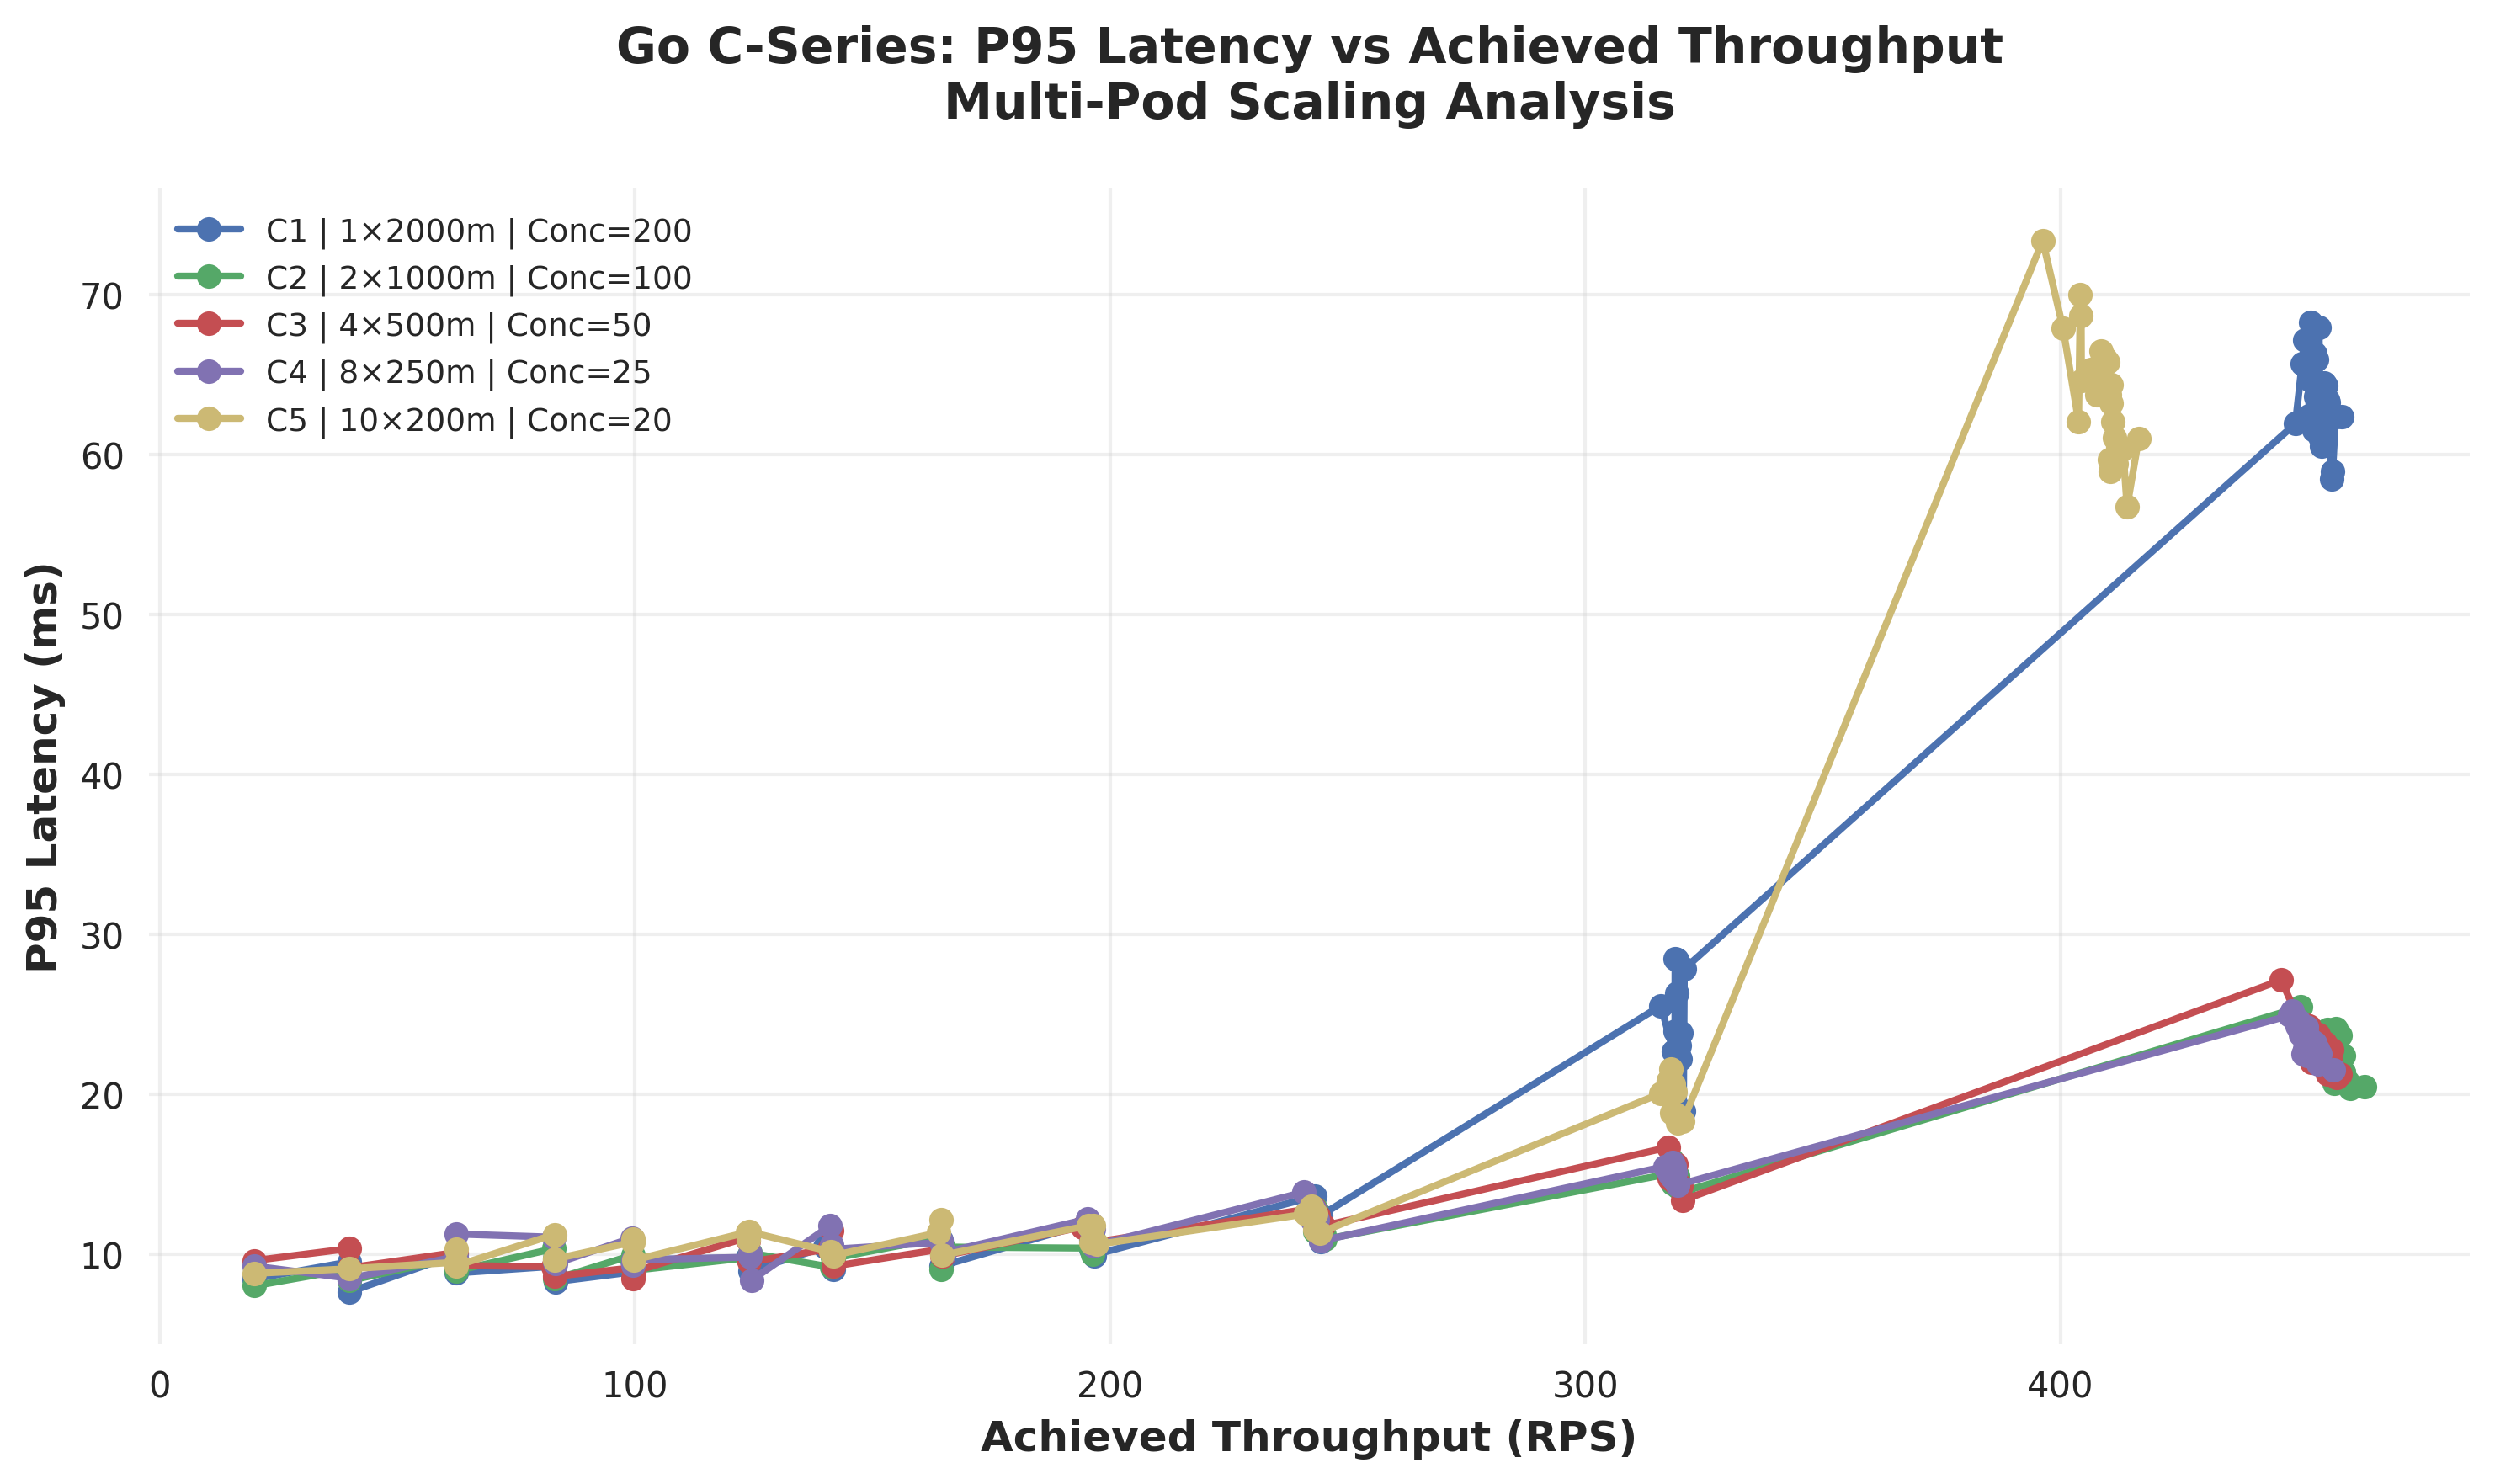 Go C-Series: P95 Latency vs Achieved Throughput
Multi-Pod Scaling Analysis
C1 | 1×2000m | Conc=200
C2 | 2×1000m | Conc=100
C3 | 4×500m | Conc=50
C4 | 8×250m | Conc=25
C5 | 10×200m | Conc=20
P95 Latency (ms)
70
60
50
40
30
20
10
0
100
200
300
400
Achieved Throughput (RPS)